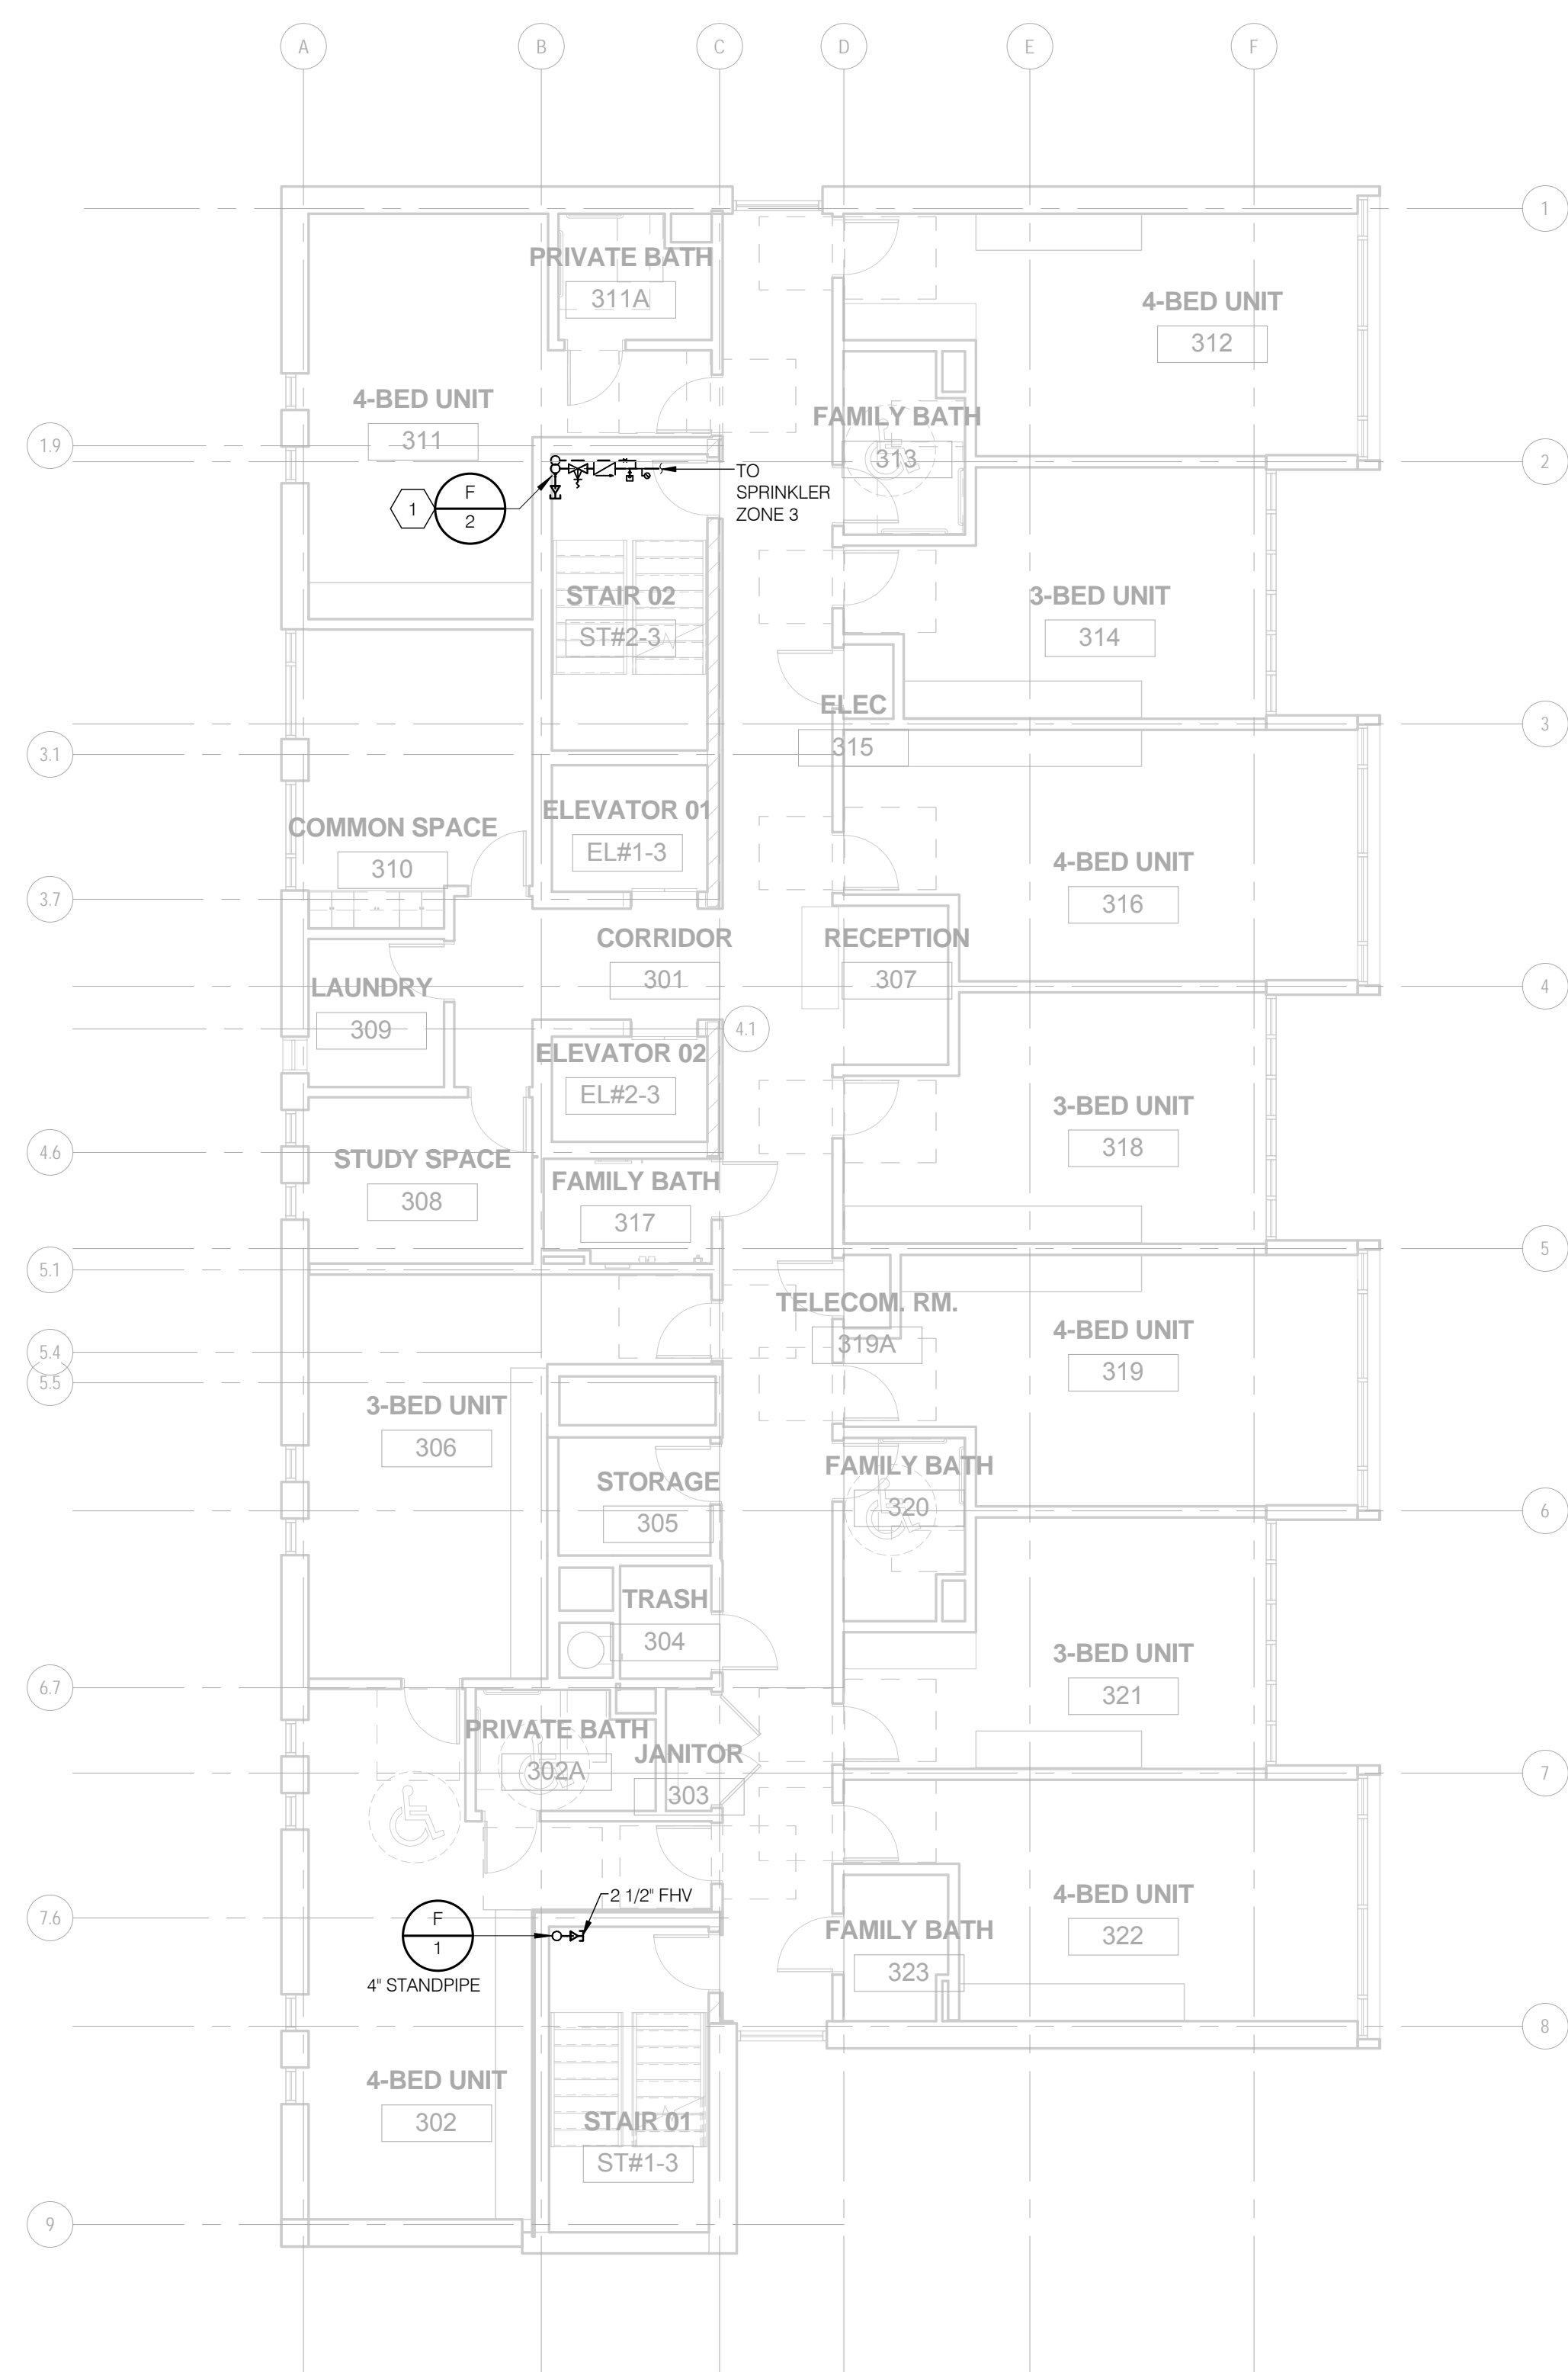 A
B
C
D
E
F
1
PRIVATE BATH
311A
4-BED UNIT
312
4-BED UNIT
311
FAMILY BATH
313
1.9
2
TO
SPRINKLER
ZONE 3
1
F
2
STAIR 02
ST#2-3
3-BED UNIT
314
ELEC
315
3
3.1
ELEVATOR 01
EL#1-3
COMMON SPACE
310
4-BED UNIT
316
3.7
CORRIDOR
301
RECEPTION
307
LAUNDRY
309
4
4.1
ELEVATOR 02
EL#2-3
3-BED UNIT
318
4.6
STUDY SPACE
308
FAMILY BATH
317
5
5.1
TELECOM. RM.
319A
4-BED UNIT
319
5.4
5.5
3-BED UNIT
306
STORAGE
305
FAMILY BATH
320
6
TRASH
304
3-BED UNIT
321
6.7
PRIVATE BATH
302A
JANITOR
303
7
2 1/2" FHV
4-BED UNIT
322
7.6
F
1
4" STANDPIPE
FAMILY BATH
323
8
4-BED UNIT
302
STAIR 01
ST#1-3
9